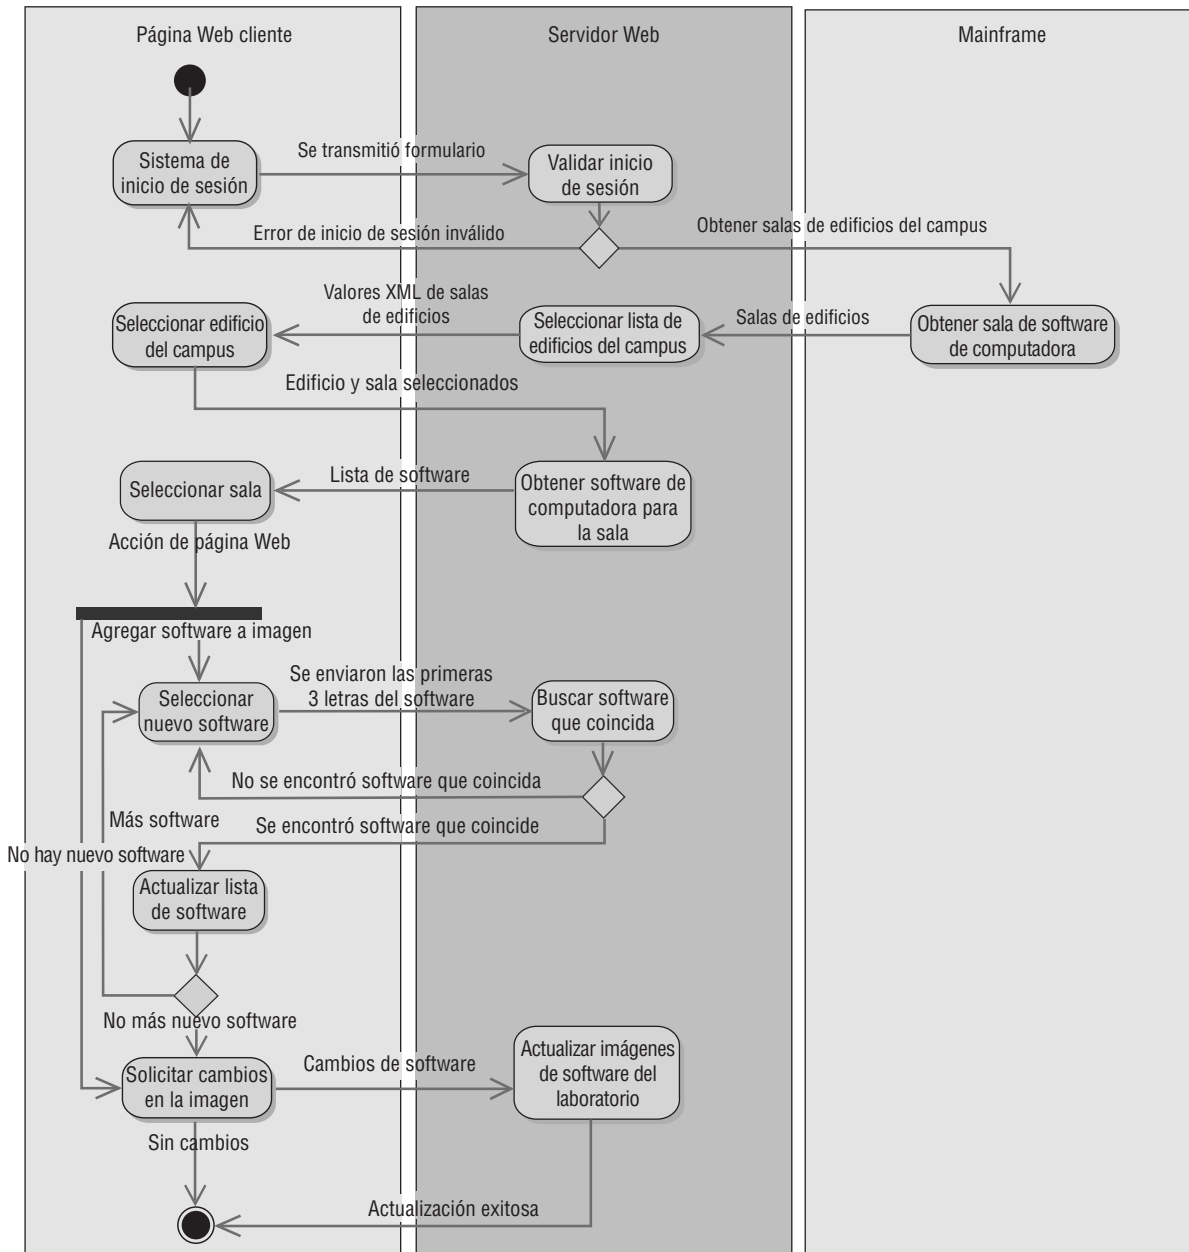 Página Web cliente
Servidor Web
Mainframe
Sistema de
inicio de sesión
Se transmitió formulario
Validar inicio
de sesión
Error de inicio de sesión inválido
Obtener salas de edificios del campus
Valores XML de salas
de edificios
Seleccionar edificio
del campus
Seleccionar lista de
edificios del campus
Salas de edificios
Obtener sala de software
de computadora
Edificio y sala seleccionados
Seleccionar sala
Lista de software
Obtener software de
computadora para
la sala
Acción de página Web
Agregar software a imagen
Seleccionar
nuevo software
Se enviaron las primeras
3 letras del software
Buscar software
que coincida
No se encontró software que coincida
Más software
Se encontró software que coincide
No hay nuevo software
Actualizar lista
de software
No más nuevo software
Solicitar cambios
en la imagen
Cambios de software
Actualizar imágenes
de software del
laboratorio
Sin cambios
Actualización exitosa